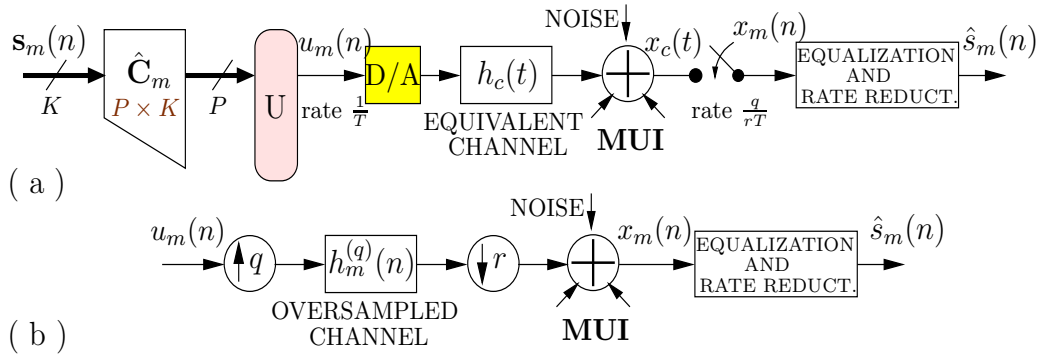 s_m(n)
K
Ĉ_m
P × K
P
U
u_m(n)
rate 1/T
D/A
h_c(t)
EQUIVALENT
CHANNEL
NOISE
MUI
x_c(t)
x_m(n)
rate q/rT
EQUALIZATION
AND
RATE REDUCT.
ŝ_m(n)
( a )
u_m(n)
q
h_m^(q)(n)
OVERSAMPLED
CHANNEL
r
NOISE
MUI
x_m(n)
EQUALIZATION
AND
RATE REDUCT.
ŝ_m(n)
( b )